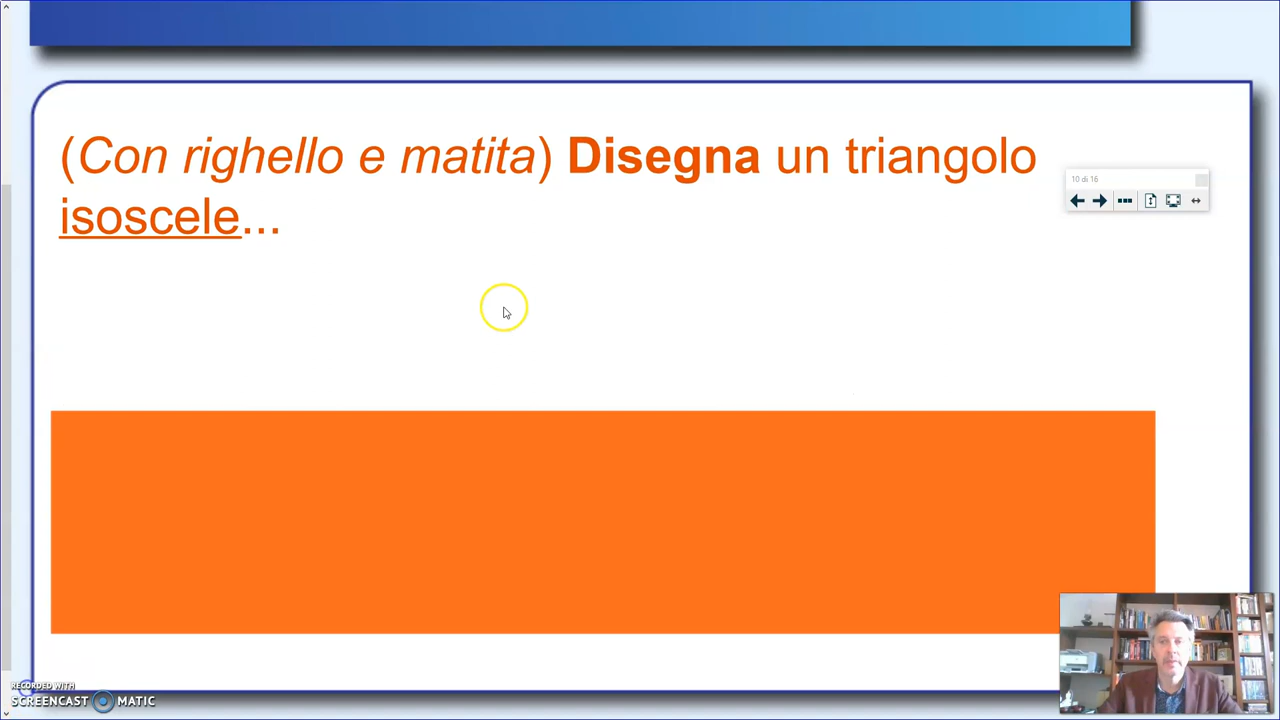 (Con righello e matita) Disegna un triangolo
isoscele...
10 di 16
RECORDED WITH
SCREENCAST MATIC